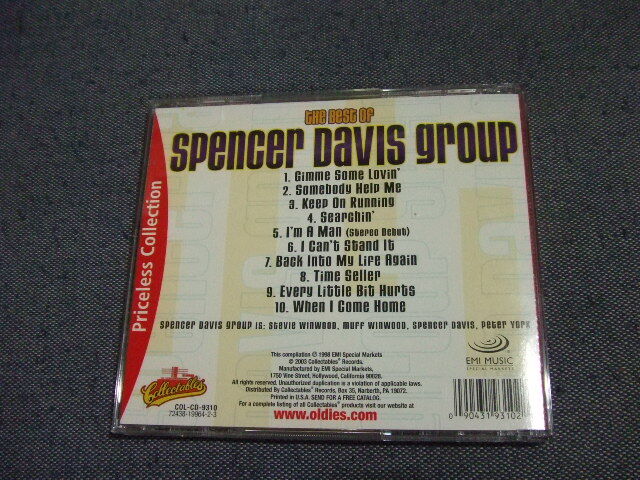 the Best of
Spencer Davis Group
1. Gimme Some Lovin'
2. Somebody Help Me
3. Keep On Running
4. Searchin'
5. I'm A Man (Stereo Debut)
6. I Can't Stand It
7. Back Into My Life Again
8. Time Seller
9. Every Little Bit Hurts
10. When I Come Home
Spencer Davis Group is: Stevie Winwood, Muff Winwood, Spencer Davis, Peter York
Priceless Collection
This compilation ℗ 1998 EMI Special Markets
© 2003 Collectables® Records.
Manufactured by EMI Special Markets,
1750 Vine Street, Hollywood, California 90028.
All rights reserved. Unauthorized duplication is a violation of applicable laws.
Distributed By Collectables® Records, Box 35, Narberth, PA 19072.
Printed in U.S.A. SEND FOR A FREE CATALOG.
For a complete listing of all Collectables® products visit our website at
www.oldies.com
Collectables
COL-CD-9310
72438-19964-2-3
EMI MUSIC
SPECIAL MARKETS
0 90431 93102